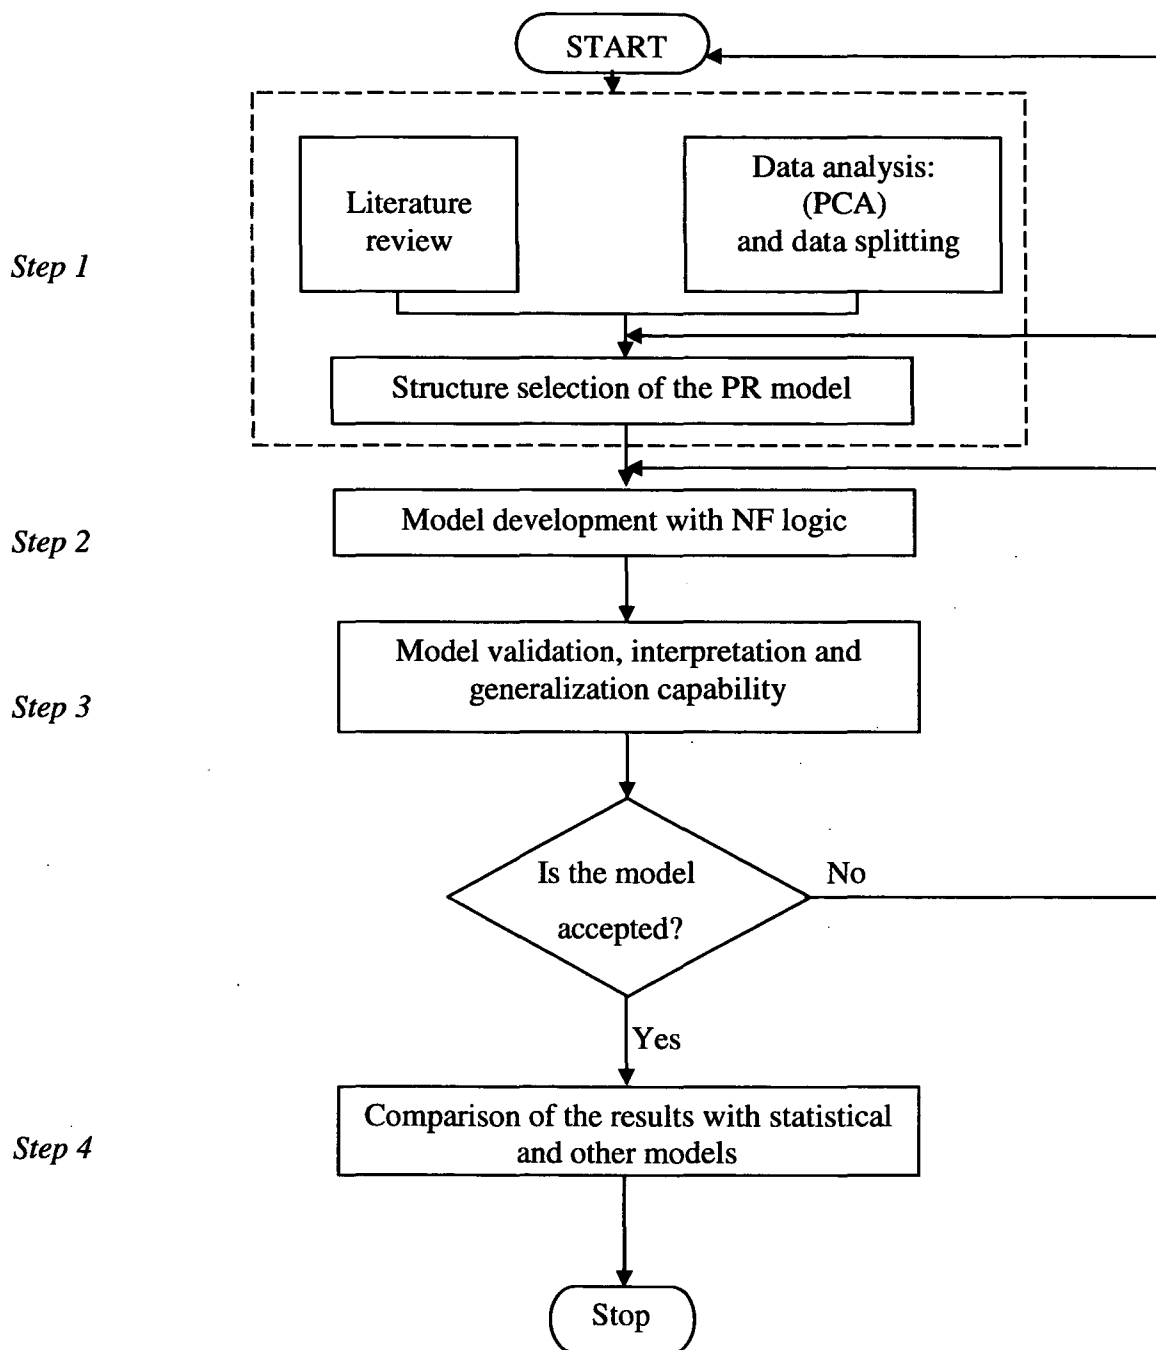 START
Literature
review
Data analysis:
(PCA)
and data splitting
Step 1
Structure selection of the PR model
Model development with NF logic
Step 2
Model validation, interpretation and
generalization capability
Step 3
Is the model
accepted?
No
Yes
Comparison of the results with statistical
and other models
Step 4
Stop